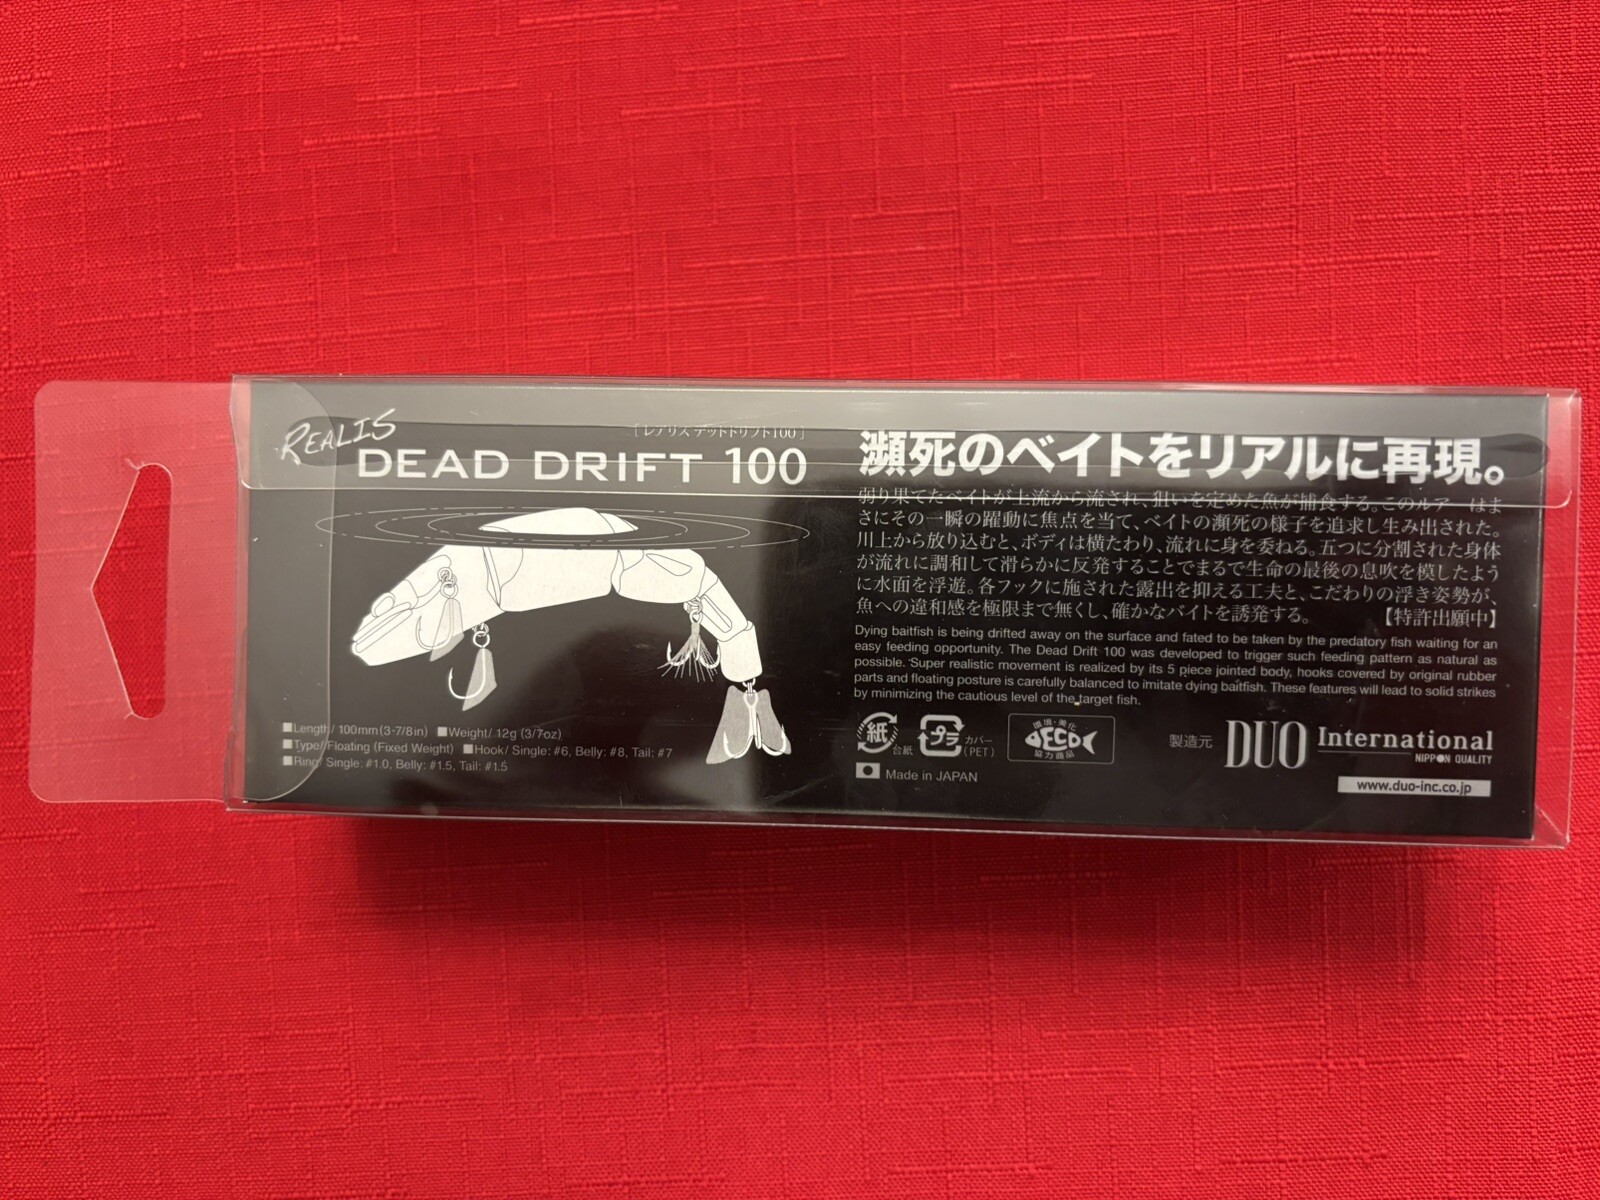 REALIS
[レアリス デッドドリフト100]
DEAD DRIFT 100
■Length/ 100mm(3-7/8in) ■Weight/ 12g (3/7oz)
■Type/ Floating (Fixed Weight) ■Hook/ Single: #6, Belly: #8, Tail: #7
■Ring/ Single: #1.0, Belly: #1.5, Tail: #1.5
瀕死のベイトをリアルに再現。
弱り果てたベイトが上流から流され、狙いを定めた魚が捕食する。このルアーはま
さにその一瞬の躍動に焦点を当て、ベイトの瀕死の様子を追求し生み出された。
川上から放り込むと、ボディは横たわり、流れに身を委ねる。五つに分割された身体
が流れに調和して滑らかに反発することでまるで生命の最後の息吹を模したよう
に水面を浮遊。各フックに施された露出を抑える工夫と、こだわりの浮き姿勢が、
魚への違和感を極限まで無くし、確かなバイトを誘発する。 【特許出願中】
Dying baitfish is being drifted away on the surface and fated to be taken by the predatory fish waiting for an
easy feeding opportunity. The Dead Drift 100 was developed to trigger such feeding pattern as natural as
possible. Super realistic movement is realized by its 5 piece jointed body, hooks covered by original rubber
parts and floating posture is carefully balanced to imitate dying baitfish. These features will lead to solid strikes
by minimizing the cautious level of the target fish.
紙 台紙
プラ カバー
(PET)
環境・美化
DECO
協力商品
製造元 DUO International
NIPPON QUALITY
Made in JAPAN
www.duo-inc.co.jp